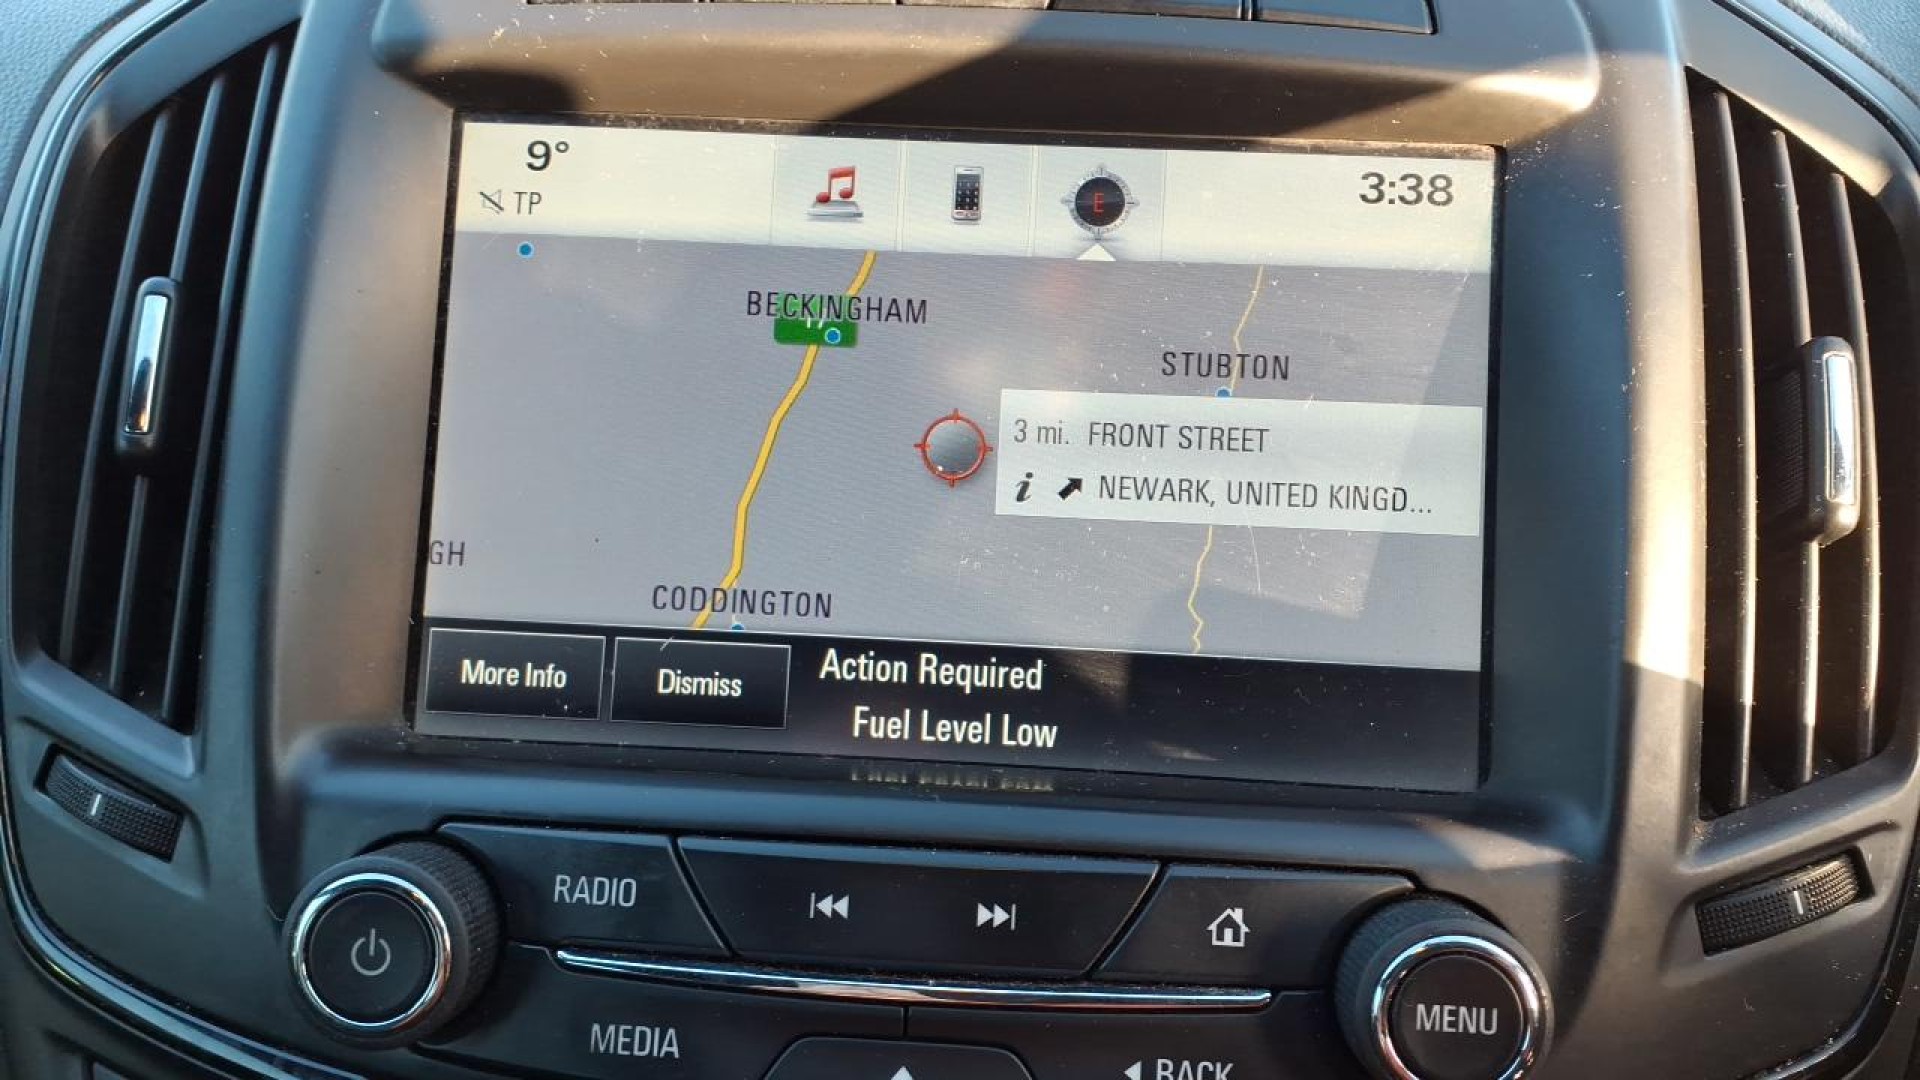 9°
3:38
TP
E
BECKINGHAM
17
STUBTON
3 mi. FRONT STREET
i NEWARK, UNITED KINGD...
GH
CODDINGTON
More Info
Dismiss
Action Required
Fuel Level Low
RADIO
MEDIA
MENU
BACK